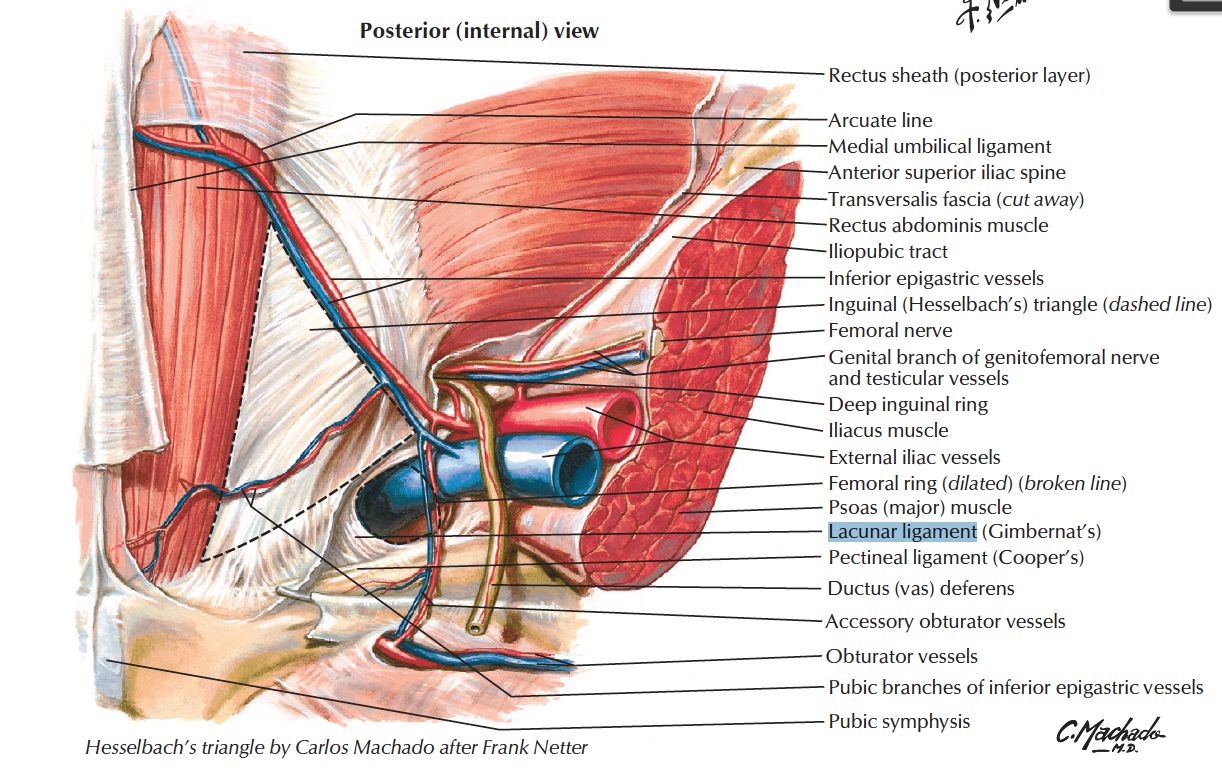 Posterior (internal) view
Rectus sheath (posterior layer)
Arcuate line
Medial umbilical ligament
Anterior superior iliac spine
Transversalis fascia (cut away)
Rectus abdominis muscle
Iliopubic tract
Inferior epigastric vessels
Inguinal (Hesselbach's) triangle (dashed line)
Femoral nerve
Genital branch of genitofemoral nerve
and testicular vessels
Deep inguinal ring
Iliacus muscle
External iliac vessels
Femoral ring (dilated) (broken line)
Psoas (major) muscle
Lacunar ligament (Gimbernat's)
Pectineal ligament (Cooper's)
Ductus (vas) deferens
Accessory obturator vessels
Obturator vessels
Pubic branches of inferior epigastric vessels
Pubic symphysis
C. Machado
M.D.
Hesselbach's triangle by Carlos Machado after Frank Netter